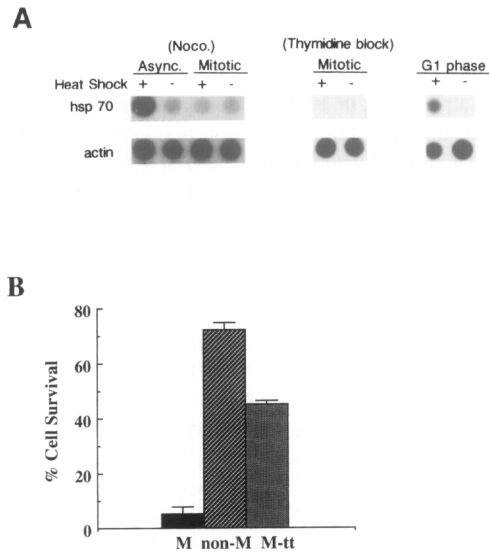 A
(Noco.) (Thymidine block)
Async. Mitotic Mitotic G1 phase
Heat Shock + - + - + - + -
hsp 70
actin
B
80
60
40
20
0
% Cell Survival
M non-M M-tt